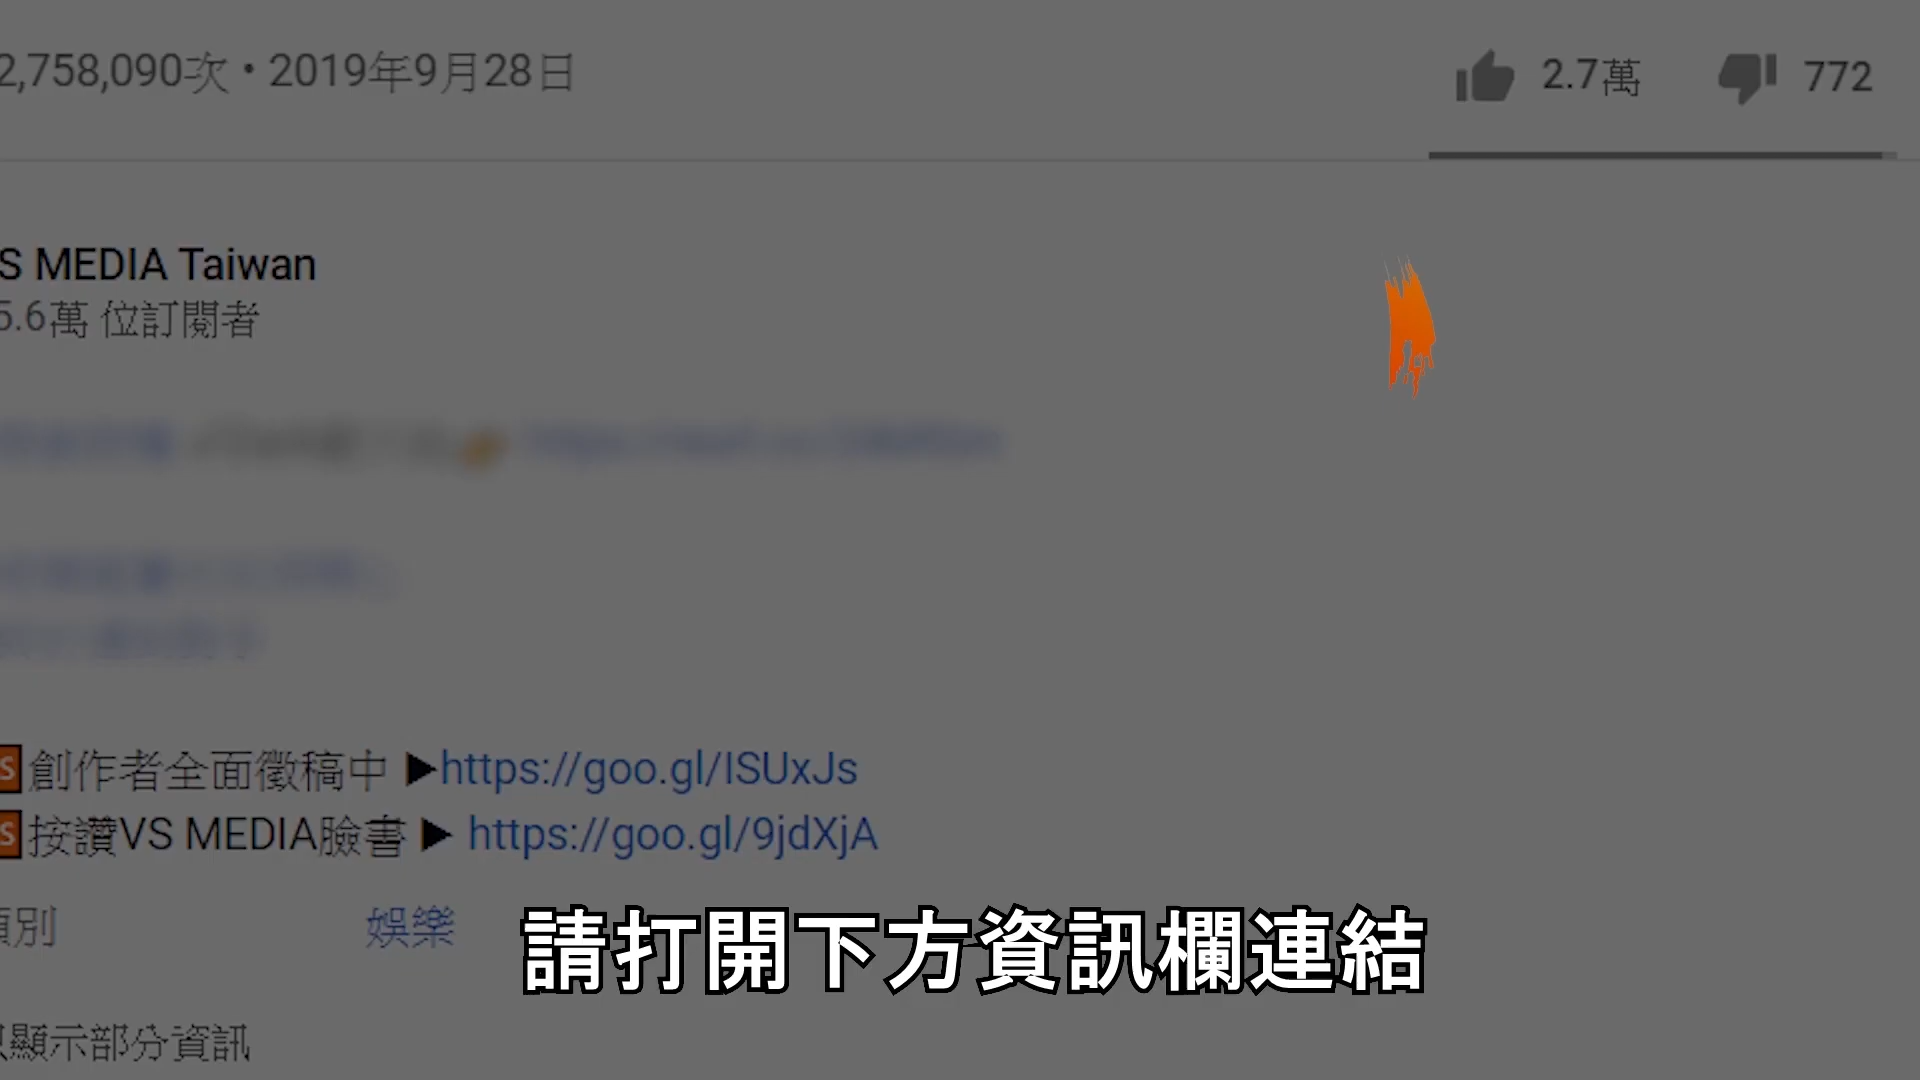 2,758,090次 • 2019年9月28日
2.7萬
772
S MEDIA Taiwan
5.6萬 位訂閱者
S創作者全面徵稿中 ▶https://goo.gl/ISUxJs
S按讚VS MEDIA臉書 ▶ https://goo.gl/9jdXjA
類別
娛樂
請打開下方資訊欄連結
只顯示部分資訊